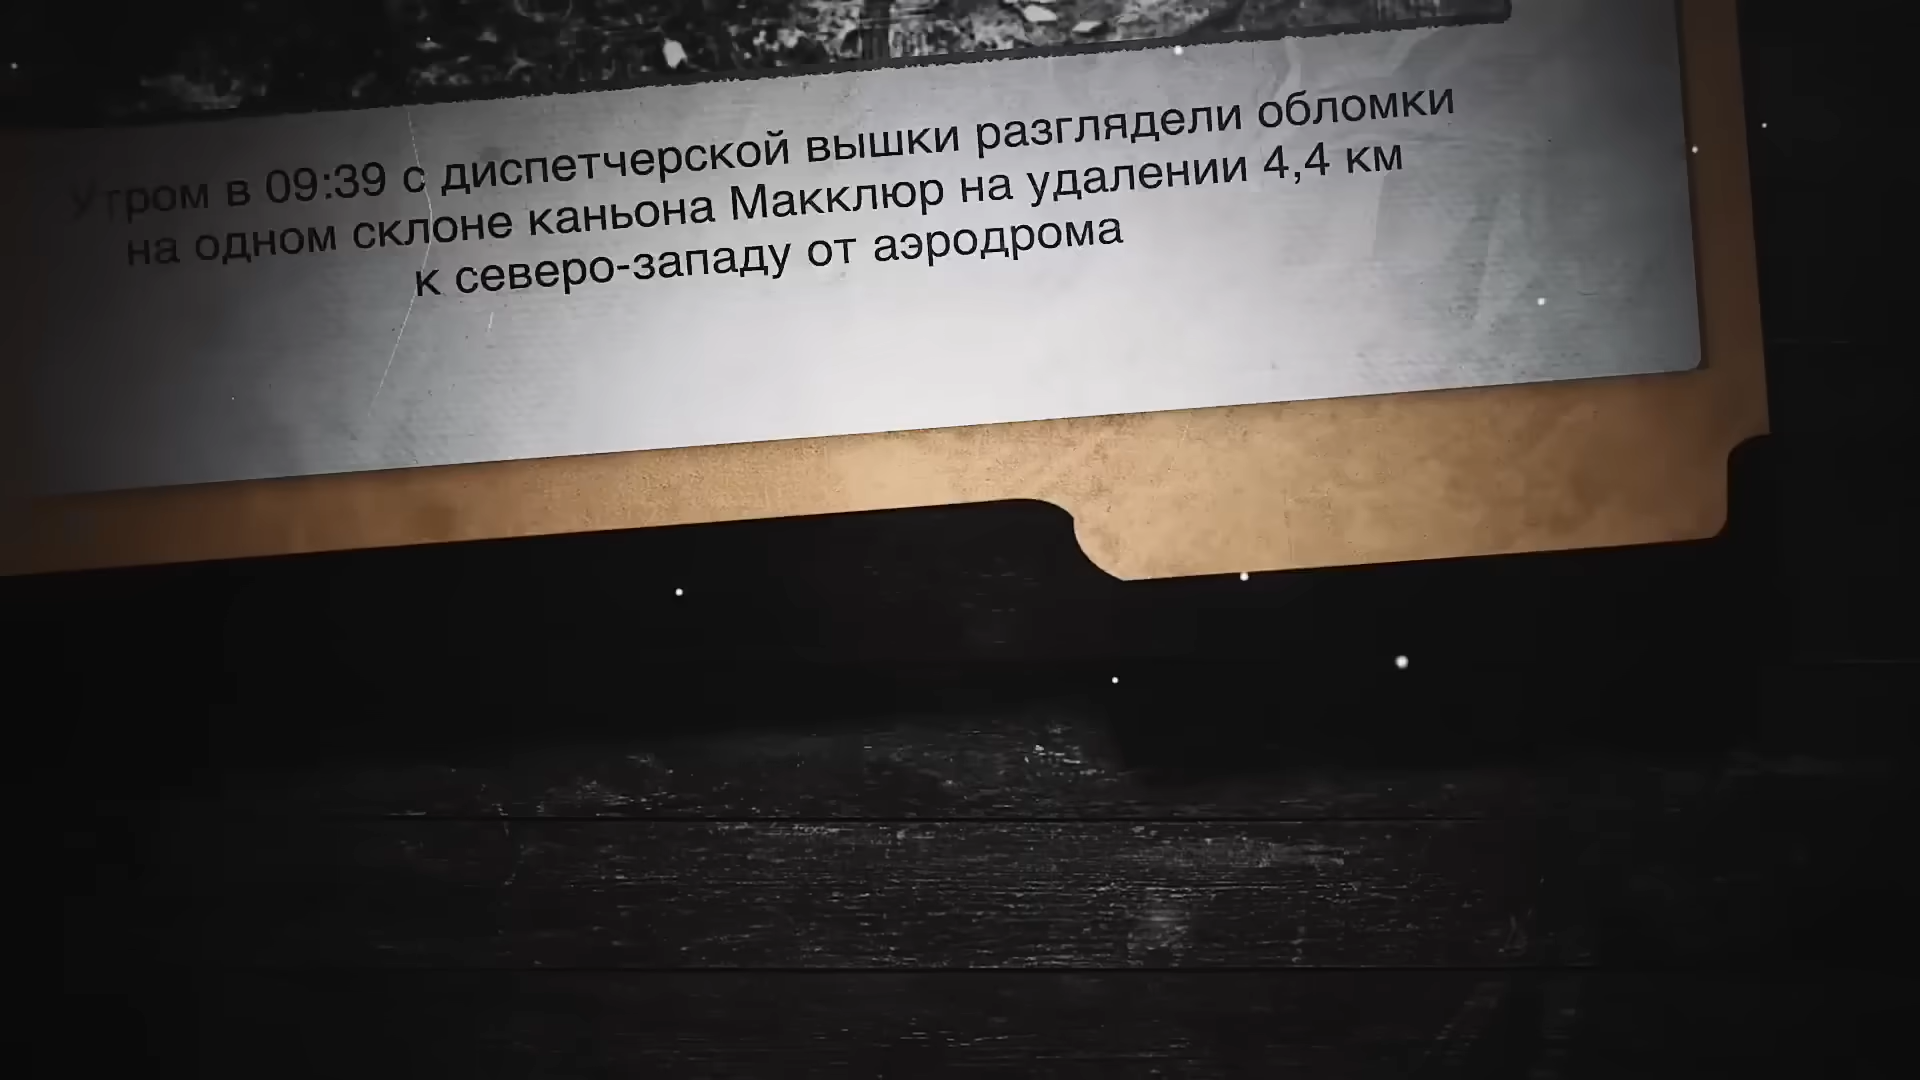 Утром в 09:39 с диспетчерской вышки разглядели обломки
на одном склоне каньона Макклюр на удалении 4,4 км
к северо-западу от аэродрома